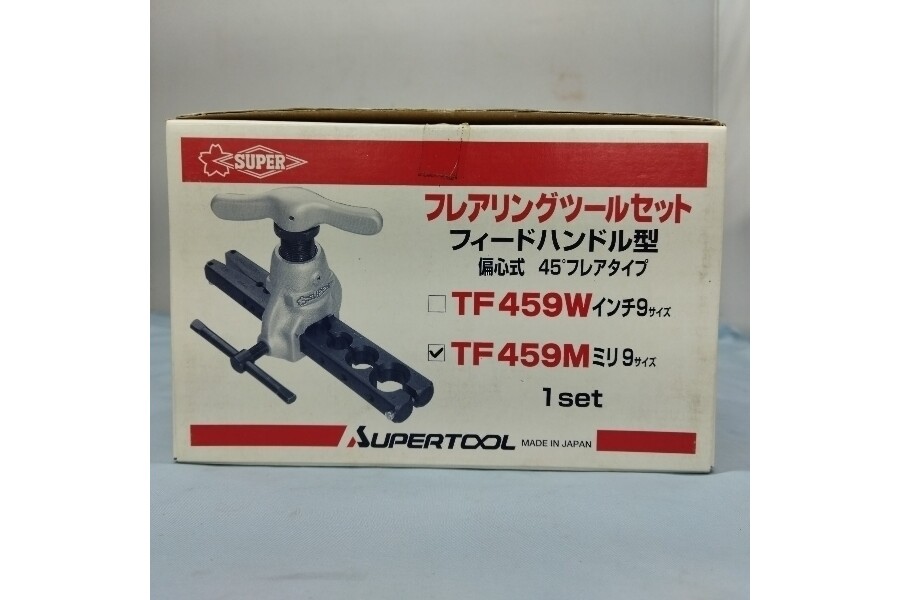 SUPER
フレアリングツールセット
フィードハンドル型
偏心式 45°フレアタイプ
TF459Wインチ9サイズ
TF459Mミリ9サイズ
1set
SUPERTOOL MADE IN JAPAN